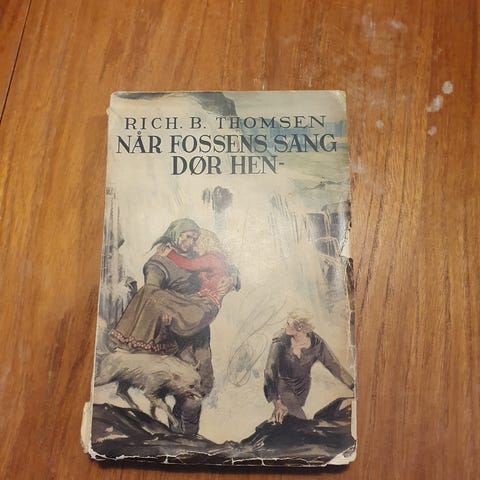 RICH. B. THOMSEN
NÅR FOSSENS SANG
DØR HEN-